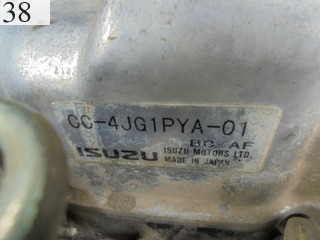 38
CC-4JG1PYA-01
BC/AF
ISUZU ISUZU MOTORS LTD.
MADE IN JAPAN